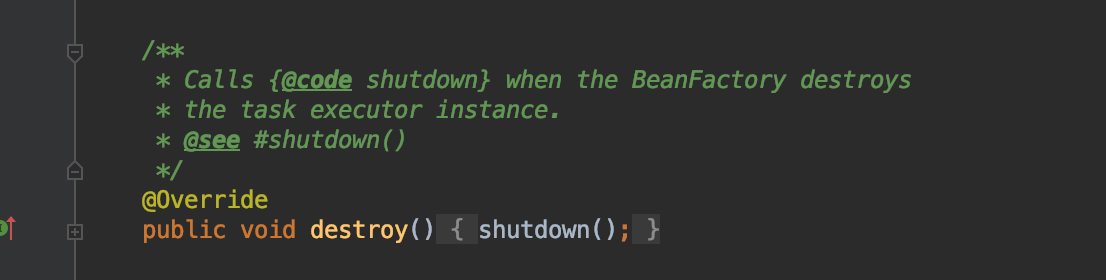 /**
* Calls {@code shutdown} when the BeanFactory destroys
* the task executor instance.
* @see #shutdown()
*/
@Override
public void destroy() { shutdown(); }